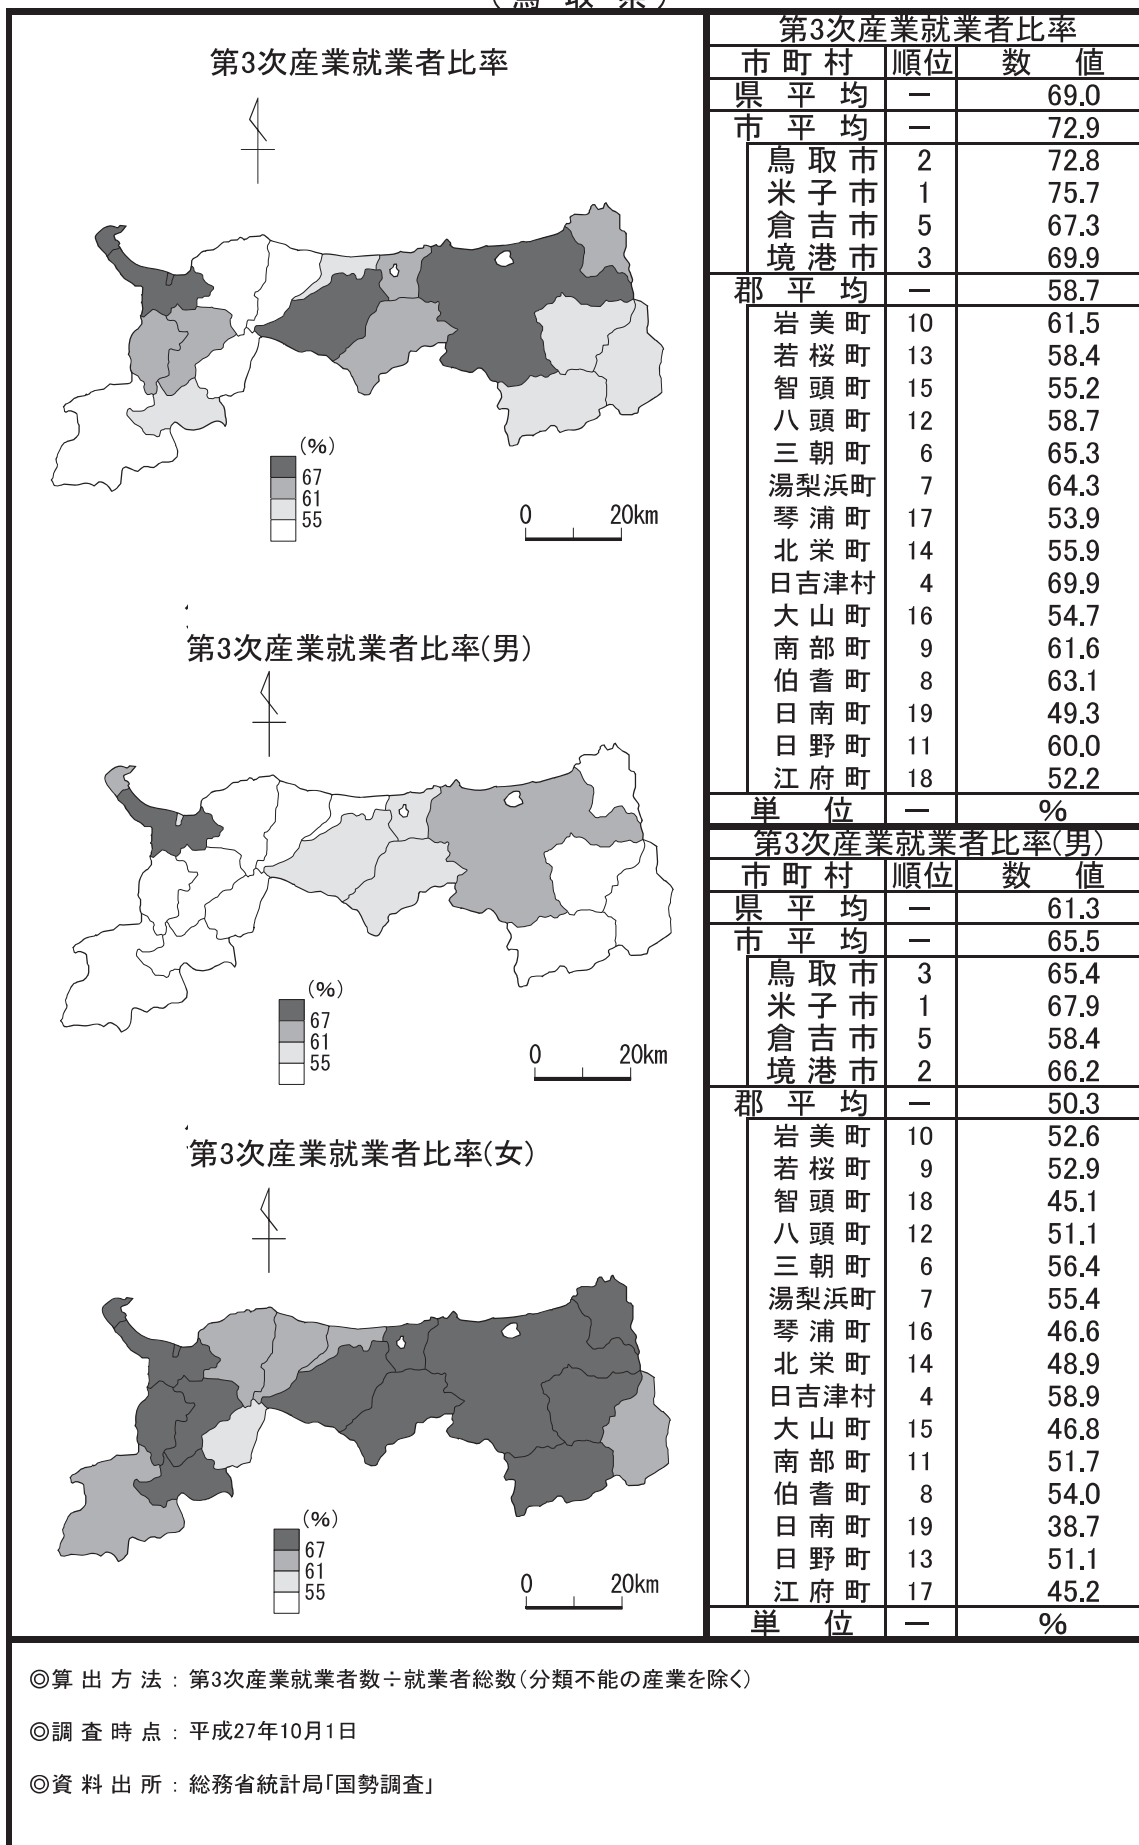 (鳥 取 県)
第3次産業就業者比率
(%)
67
61
55
0 20km
第3次産業就業者比率(男)
(%)
67
61
55
0 20km
第3次産業就業者比率(女)
(%)
67
61
55
0 20km
第3次産業就業者比率
市町村 順位 数 値
県 平 均 － 69.0
市 平 均 － 72.9
鳥 取 市 2 72.8
米 子 市 1 75.7
倉 吉 市 5 67.3
境 港 市 3 69.9
郡 平 均 － 58.7
岩 美 町 10 61.5
若 桜 町 13 58.4
智 頭 町 15 55.2
八 頭 町 12 58.7
三 朝 町 6 65.3
湯梨浜町 7 64.3
琴 浦 町 17 53.9
北 栄 町 14 55.9
日吉津村 4 69.9
大 山 町 16 54.7
南 部 町 9 61.6
伯 耆 町 8 63.1
日 南 町 19 49.3
日 野 町 11 60.0
江 府 町 18 52.2
単 位 － %
第3次産業就業者比率(男)
市町村 順位 数 値
県 平 均 － 61.3
市 平 均 － 65.5
鳥 取 市 3 65.4
米 子 市 1 67.9
倉 吉 市 5 58.4
境 港 市 2 66.2
郡 平 均 － 50.3
岩 美 町 10 52.6
若 桜 町 9 52.9
智 頭 町 18 45.1
八 頭 町 12 51.1
三 朝 町 6 56.4
湯梨浜町 7 55.4
琴 浦 町 16 46.6
北 栄 町 14 48.9
日吉津村 4 58.9
大 山 町 15 46.8
南 部 町 11 51.7
伯 耆 町 8 54.0
日 南 町 19 38.7
日 野 町 13 51.1
江 府 町 17 45.2
単 位 － %
◎算 出 方 法 : 第3次産業就業者数÷就業者総数(分類不能の産業を除く)
◎調 査 時 点 : 平成27年10月1日
◎資 料 出 所 : 総務省統計局「国勢調査」